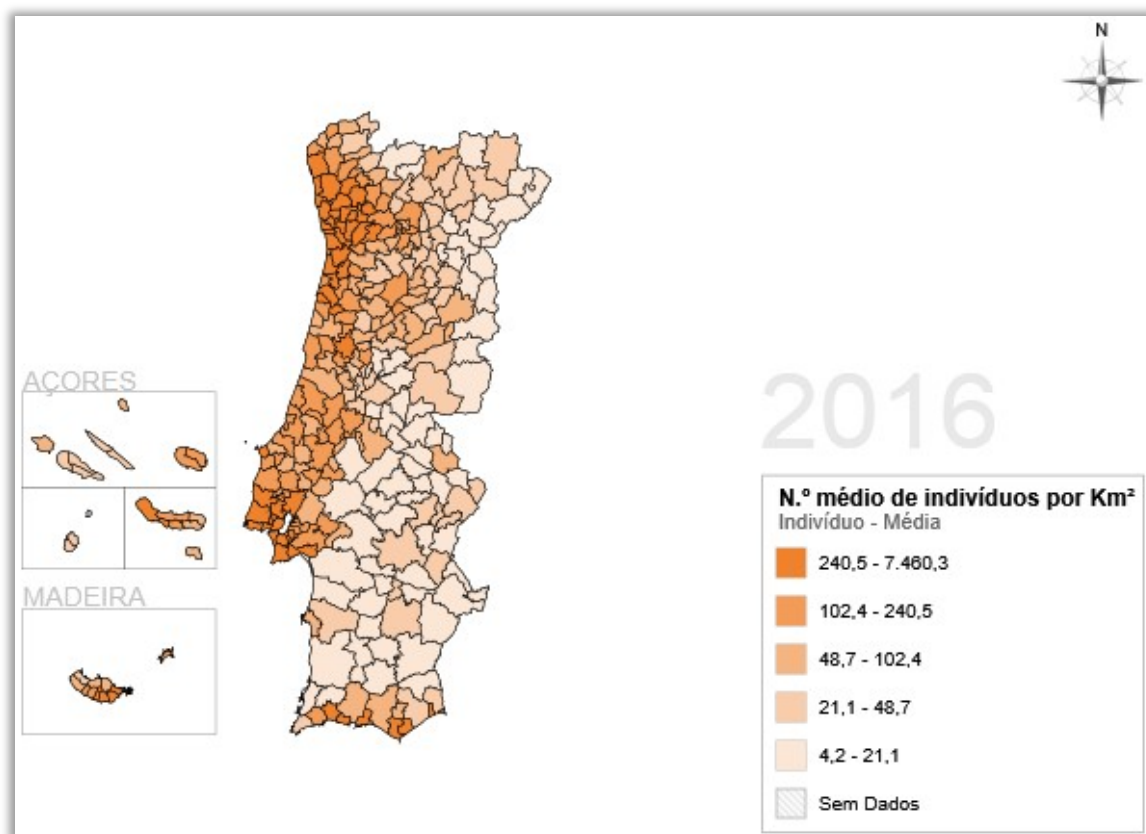 N
AÇORES
MADEIRA
2016
N.º médio de indivíduos por Km²
Indivíduo - Média
240,5 - 7.460,3
102,4 - 240,5
48,7 - 102,4
21,1 - 48,7
4,2 - 21,1
Sem Dados